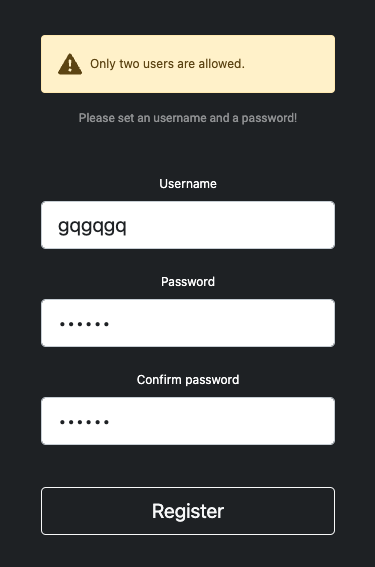 Only two users are allowed.
Please set an username and a password!
Username
gqgqgq
Password
••••••
Confirm password
••••••
Register